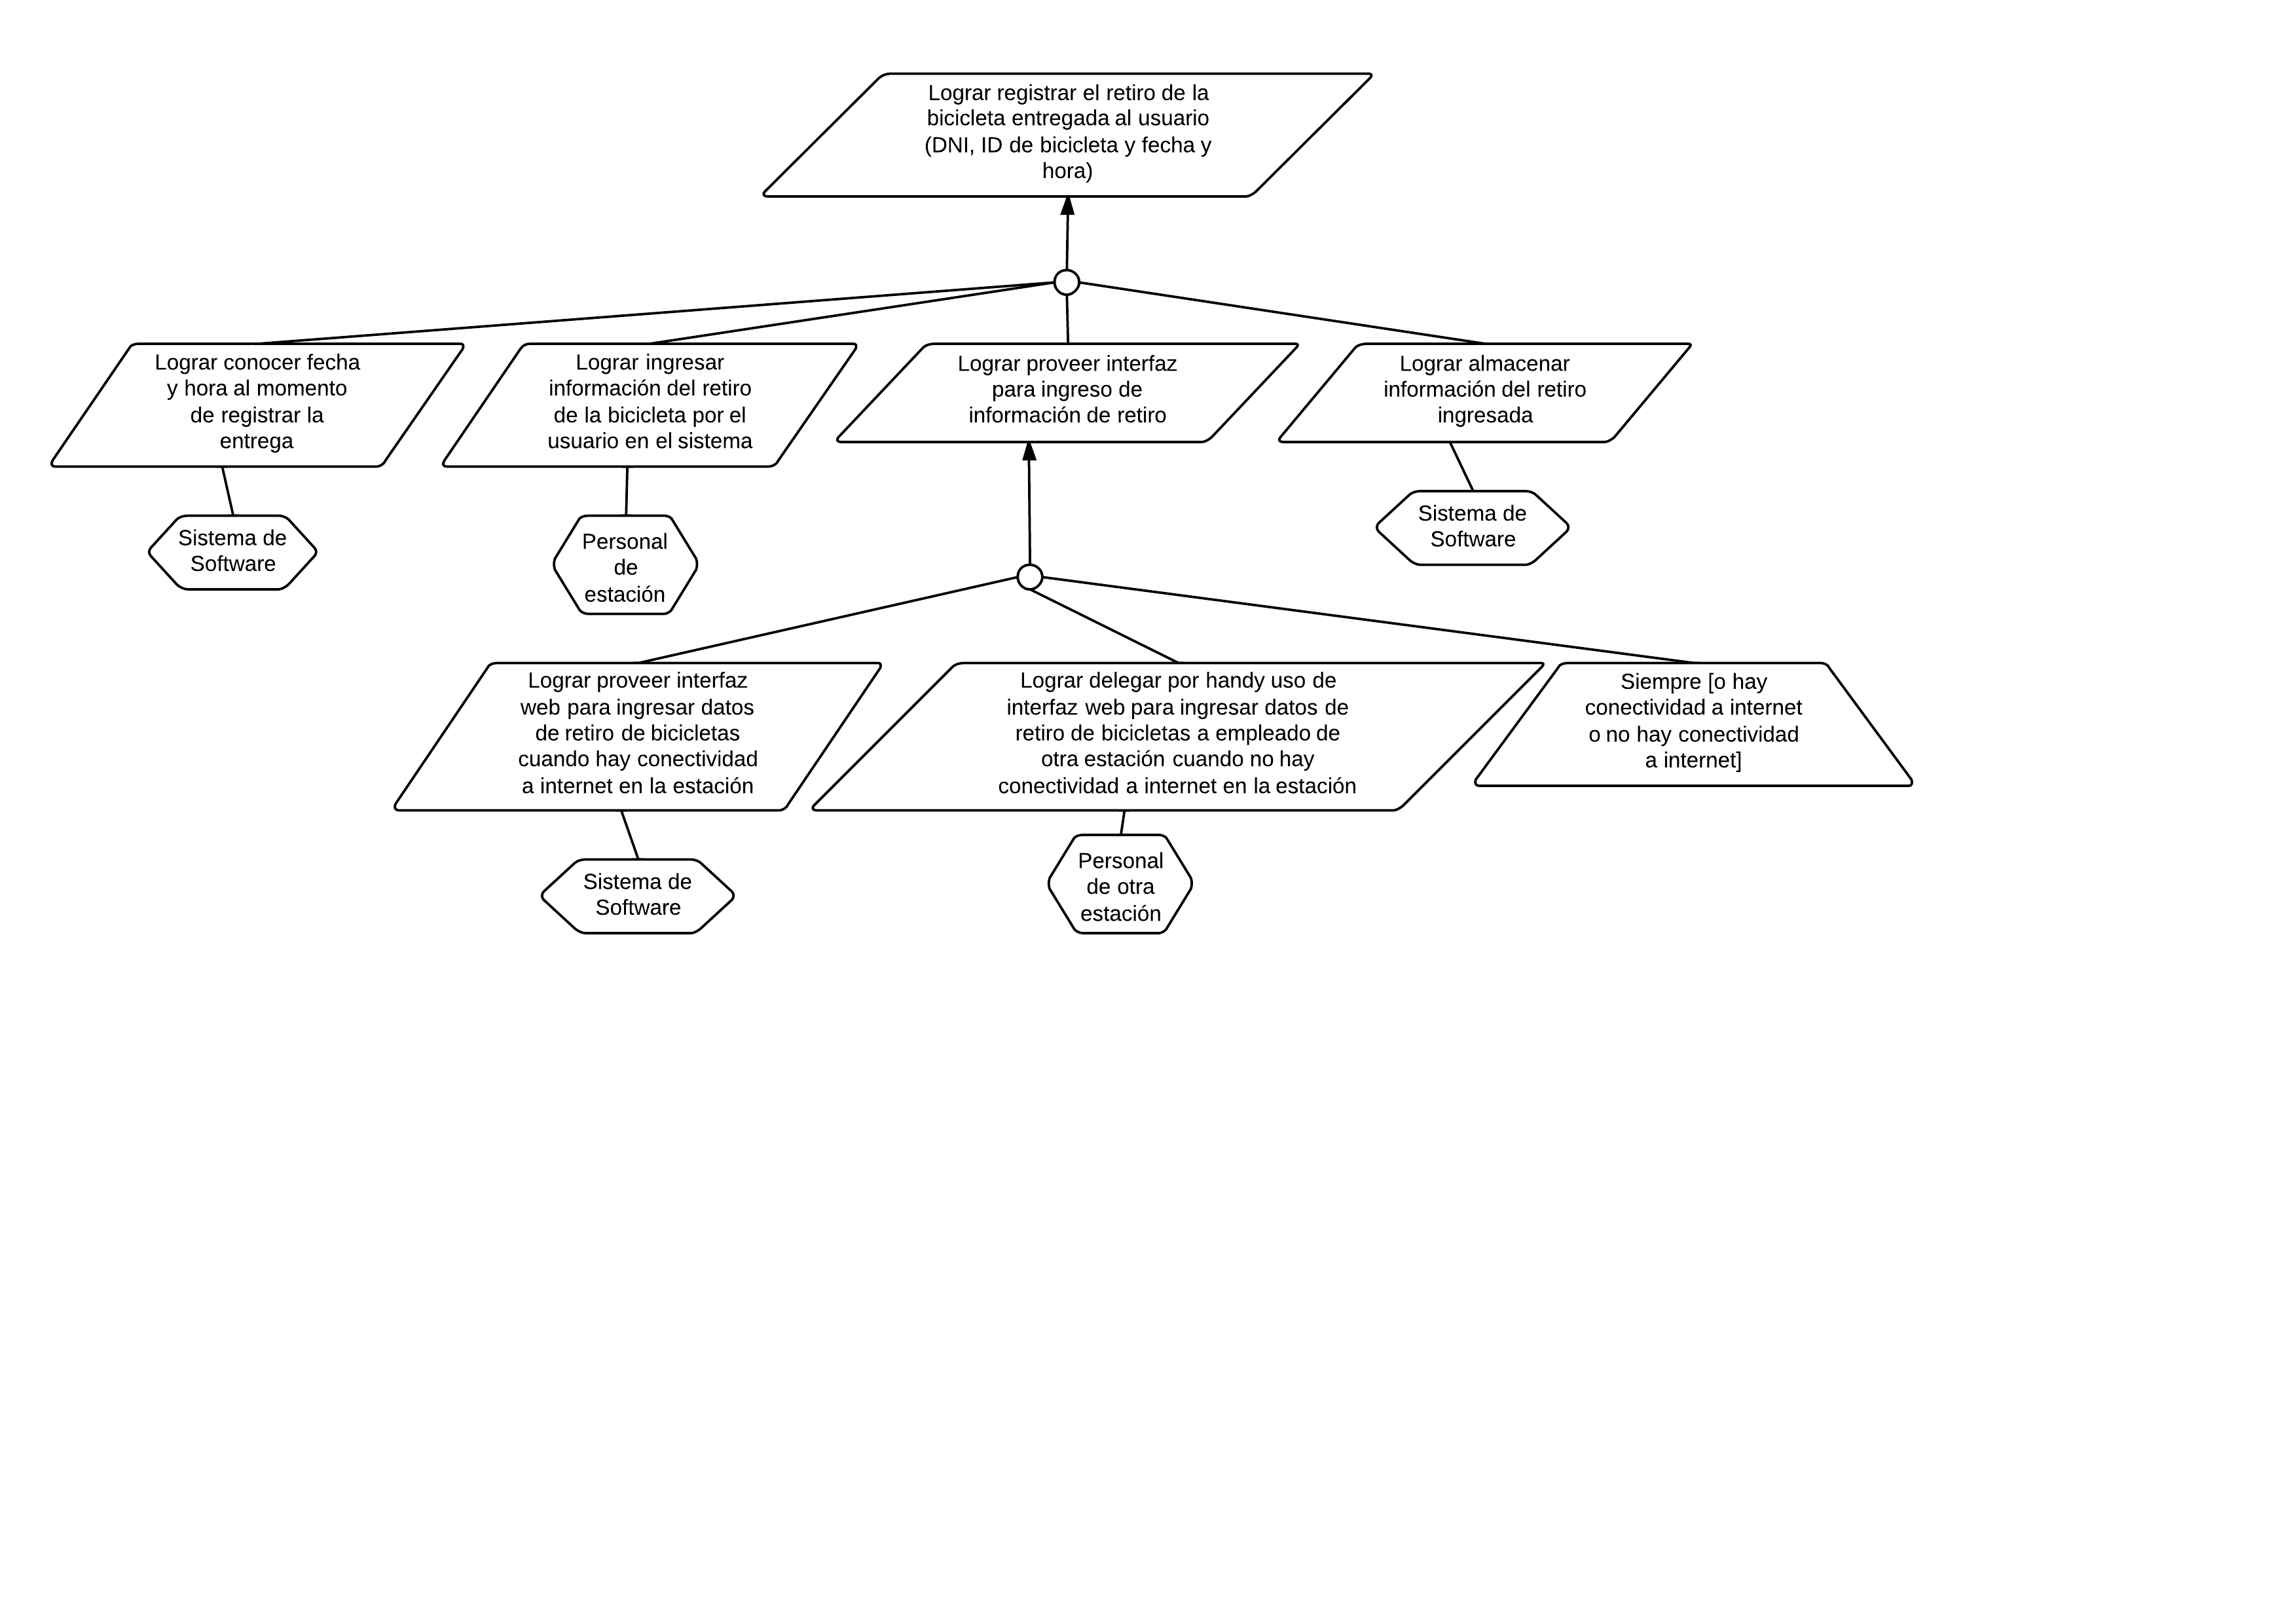 Lograr registrar el retiro de la
bicicleta entregada al usuario
(DNI, ID de bicicleta y fecha y
hora)
Lograr conocer fecha
y hora al momento
de registrar la
entrega
Lograr ingresar
información del retiro
de la bicicleta por el
usuario en el sistema
Lograr proveer interfaz
para ingreso de
información de retiro
Lograr almacenar
información del retiro
ingresada
Sistema de
Software
Personal
de
estación
Sistema de
Software
Lograr proveer interfaz
web para ingresar datos
de retiro de bicicletas
cuando hay conectividad
a internet en la estación
Lograr delegar por handy uso de
interfaz web para ingresar datos de
retiro de bicicletas a empleado de
otra estación cuando no hay
conectividad a internet en la estación
Siempre [o hay
conectividad a internet
o no hay conectividad
a internet]
Sistema de
Software
Personal
de otra
estación